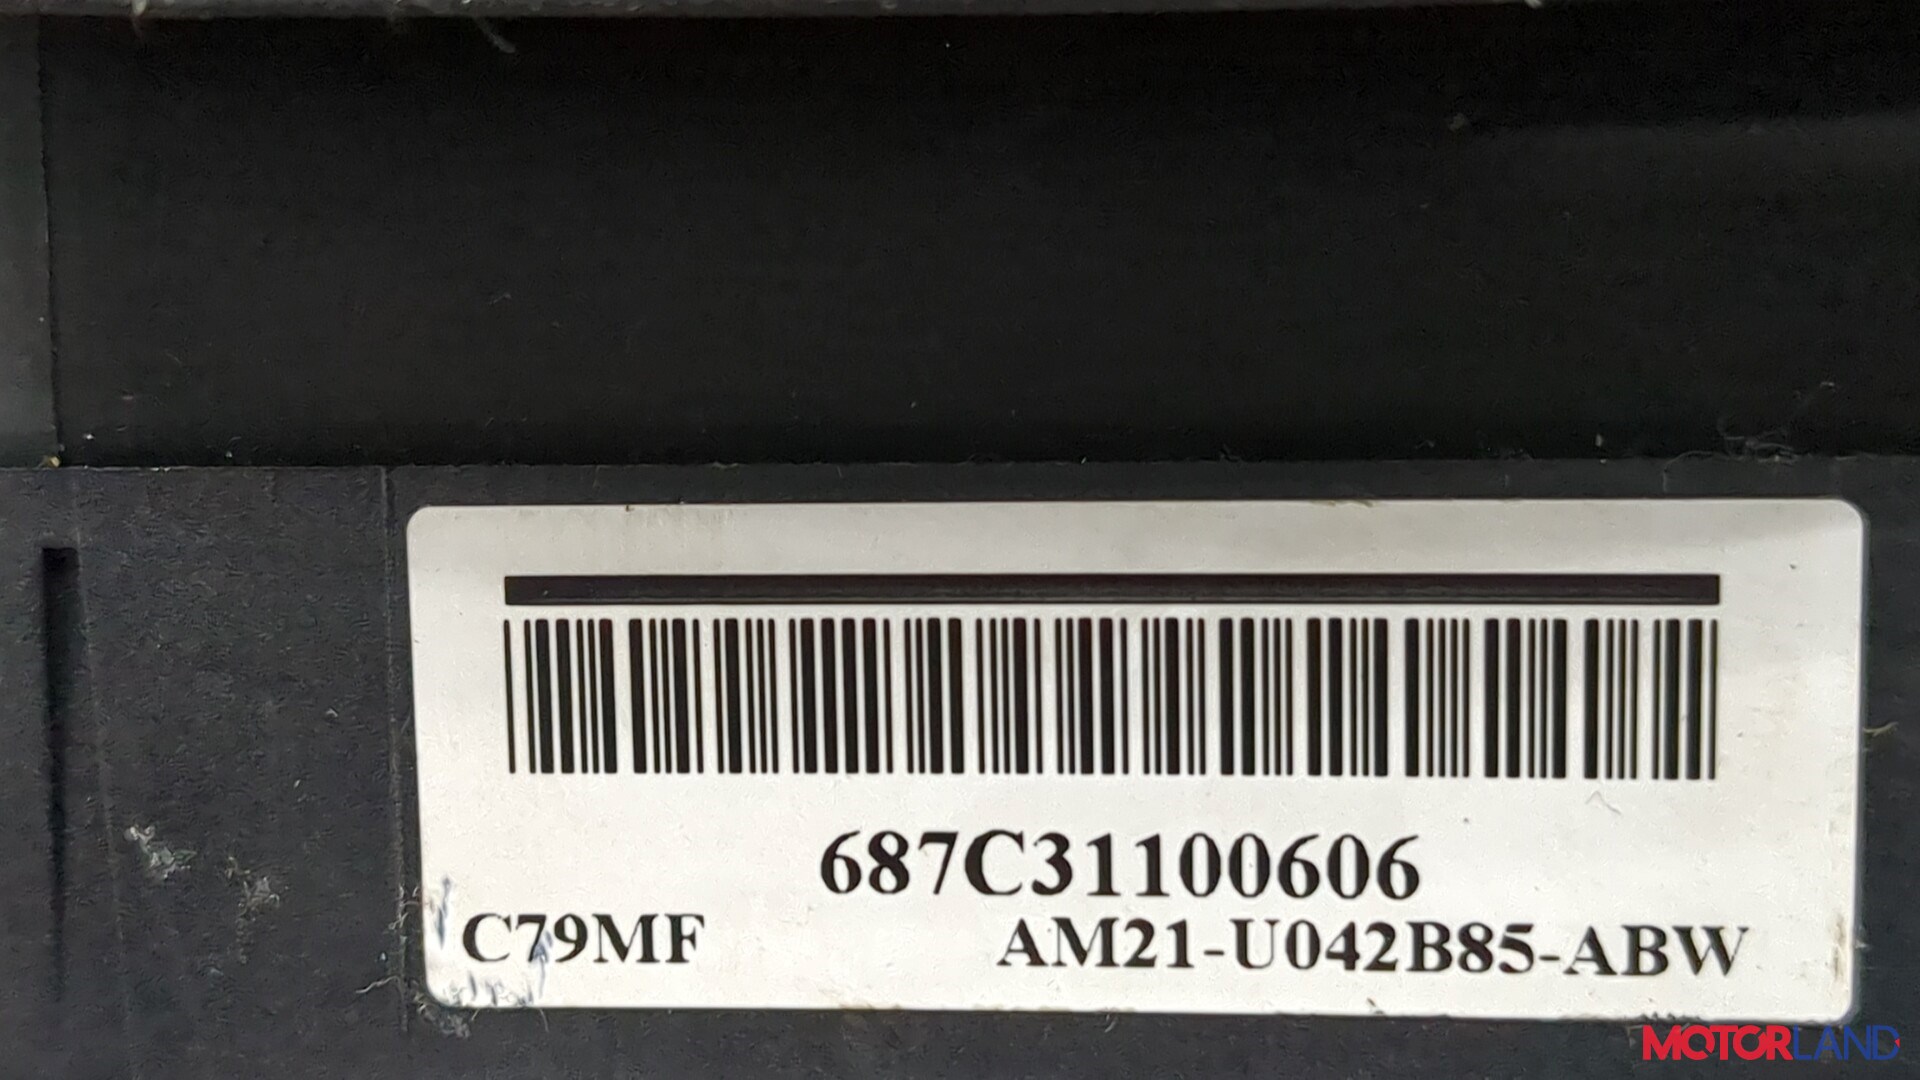 687C31100606
C79MF AM21-U042B85-ABW
MOTORLAND